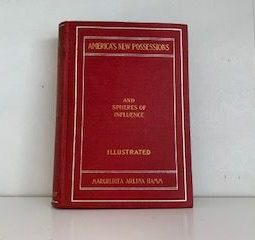 AMERICA'S NEW POSSESSIONS
AND
SPHERES OF
INFLUENCE
ILLUSTRATED
MARGHERITA ARLINA HAMM